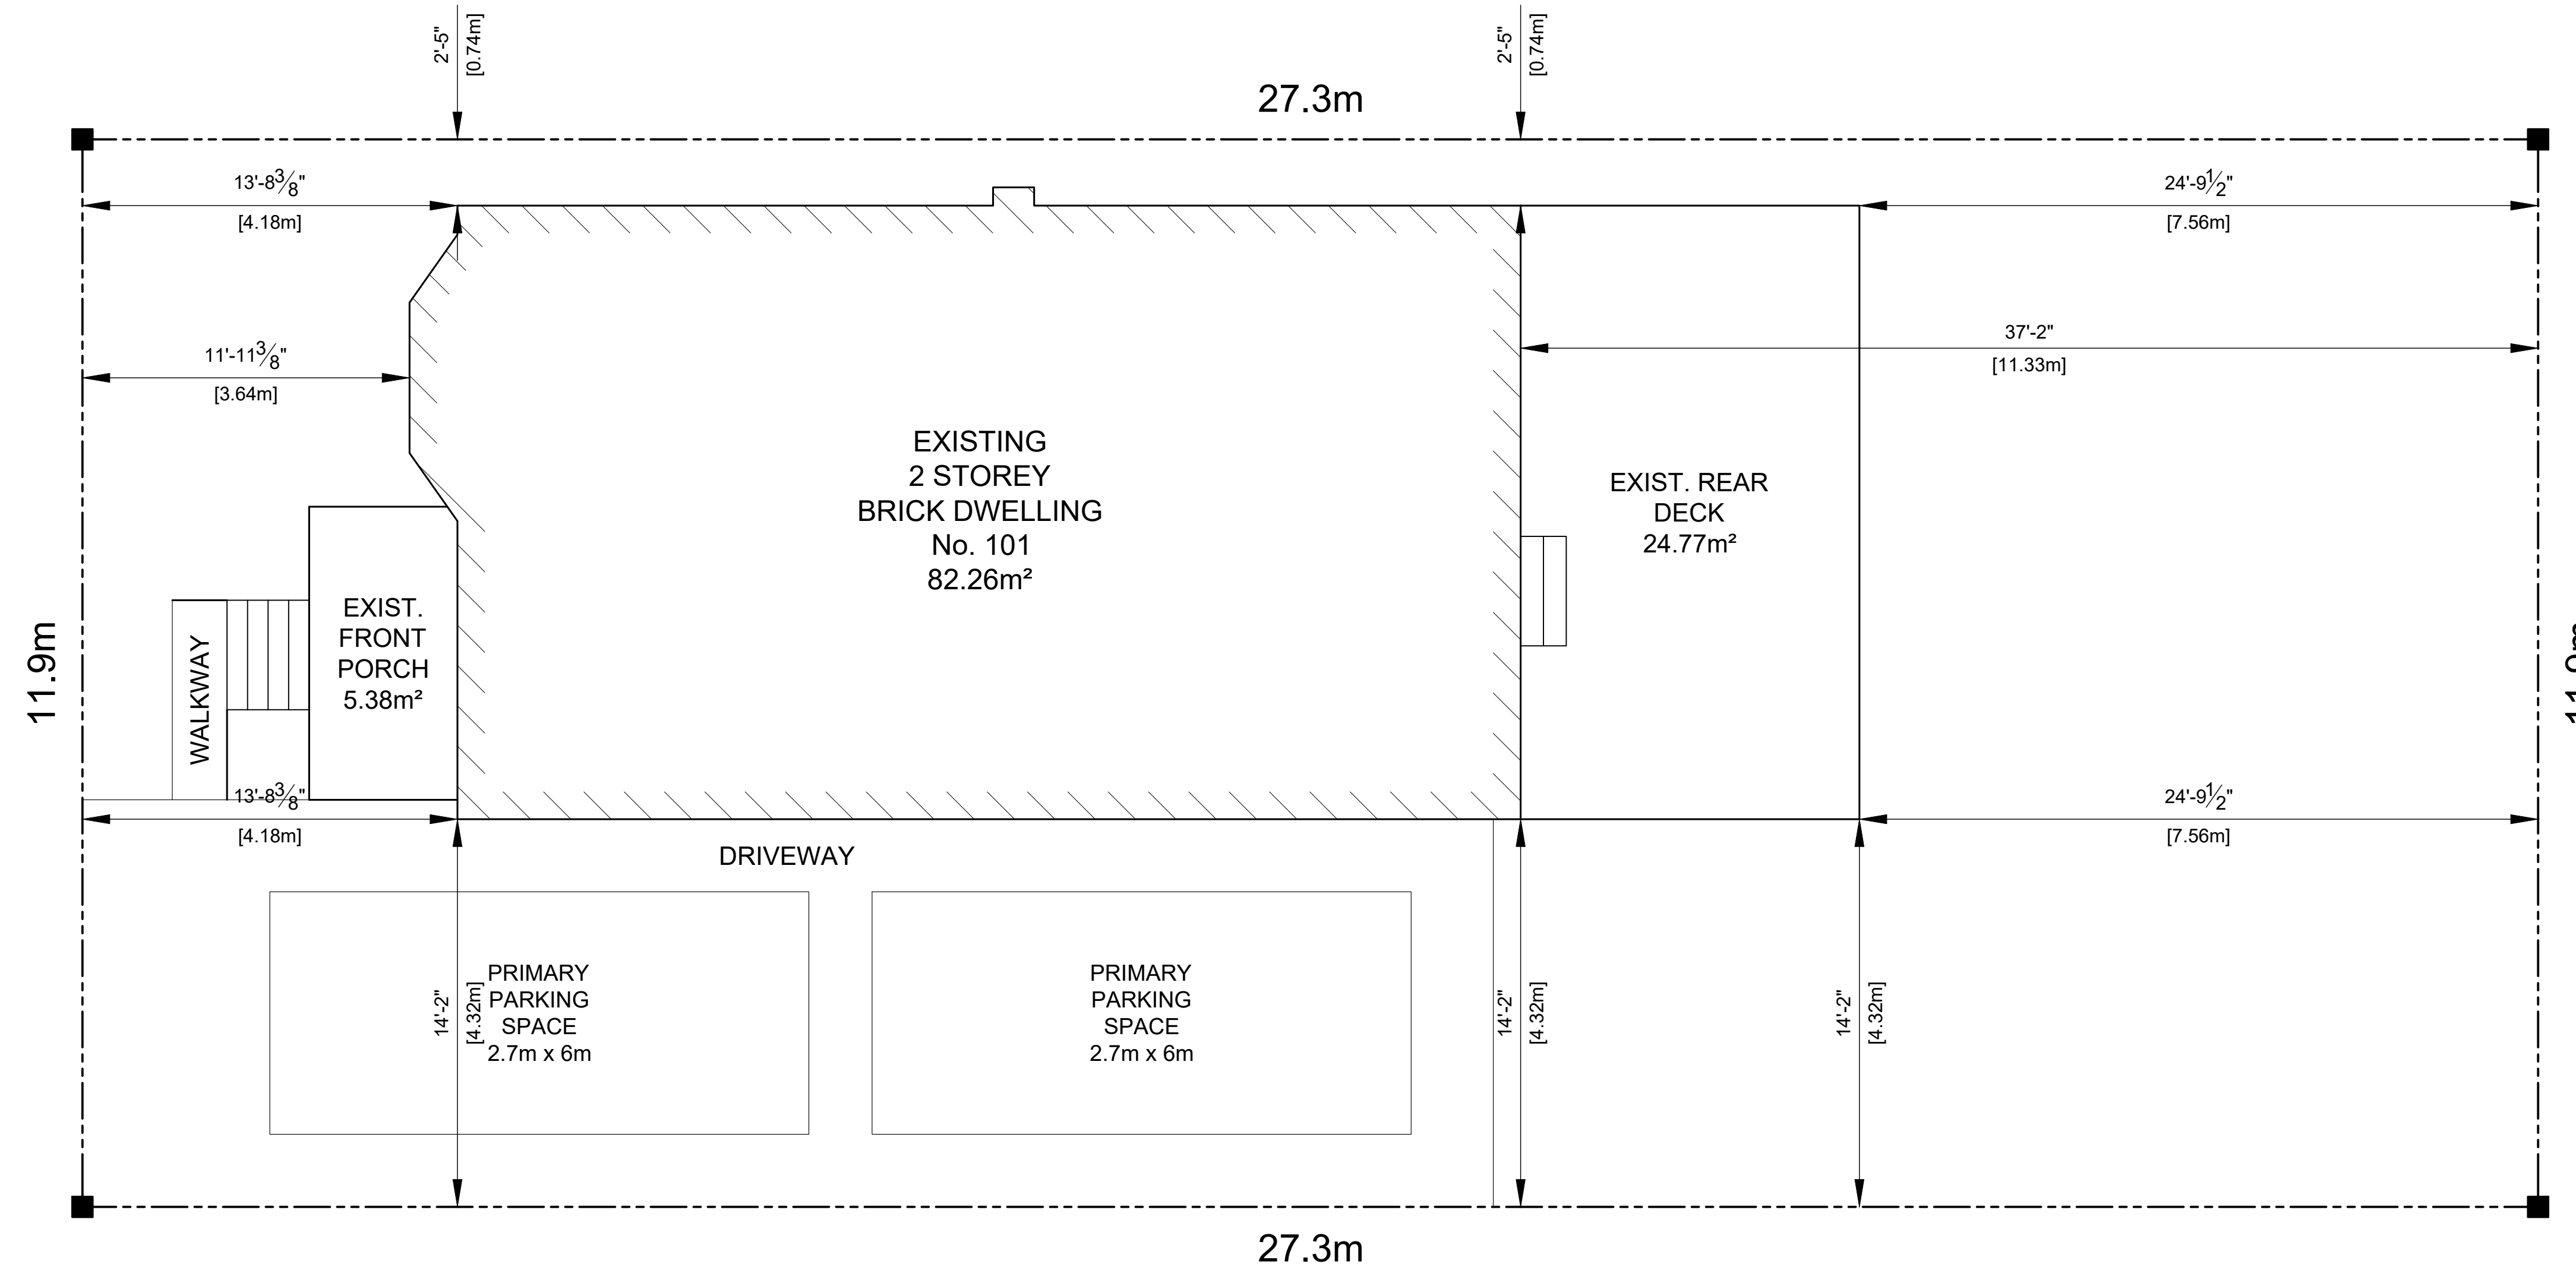 2'-5"
[0.74m]
2'-5"
[0.74m]
27.3m
13'-8 3/8"
[4.18m]
24'-9 1/2"
[7.56m]
37'-2"
[11.33m]
11'-11 3/8"
[3.64m]
EXISTING
2 STOREY
BRICK DWELLING
No. 101
82.26m²
EXIST. REAR
DECK
24.77m²
11.9m
WALKWAY
EXIST.
FRONT
PORCH
5.38m²
13'-8 3/8"
[4.18m]
24'-9 1/2"
[7.56m]
DRIVEWAY
14'-2"
[4.32m]
PRIMARY
PARKING
SPACE
2.7m x 6m
PRIMARY
PARKING
SPACE
2.7m x 6m
14'-2"
[4.32m]
14'-2"
[4.32m]
27.3m